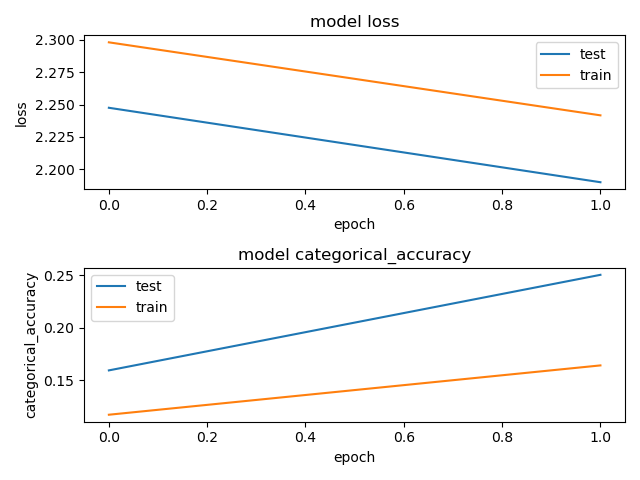 model loss
2.300
2.275
2.250
2.225
2.200
loss
test
train
0.0 0.2 0.4 0.6 0.8 1.0
epoch
model categorical_accuracy
0.25
0.20
0.15
categorical_accuracy
test
train
0.0 0.2 0.4 0.6 0.8 1.0
epoch